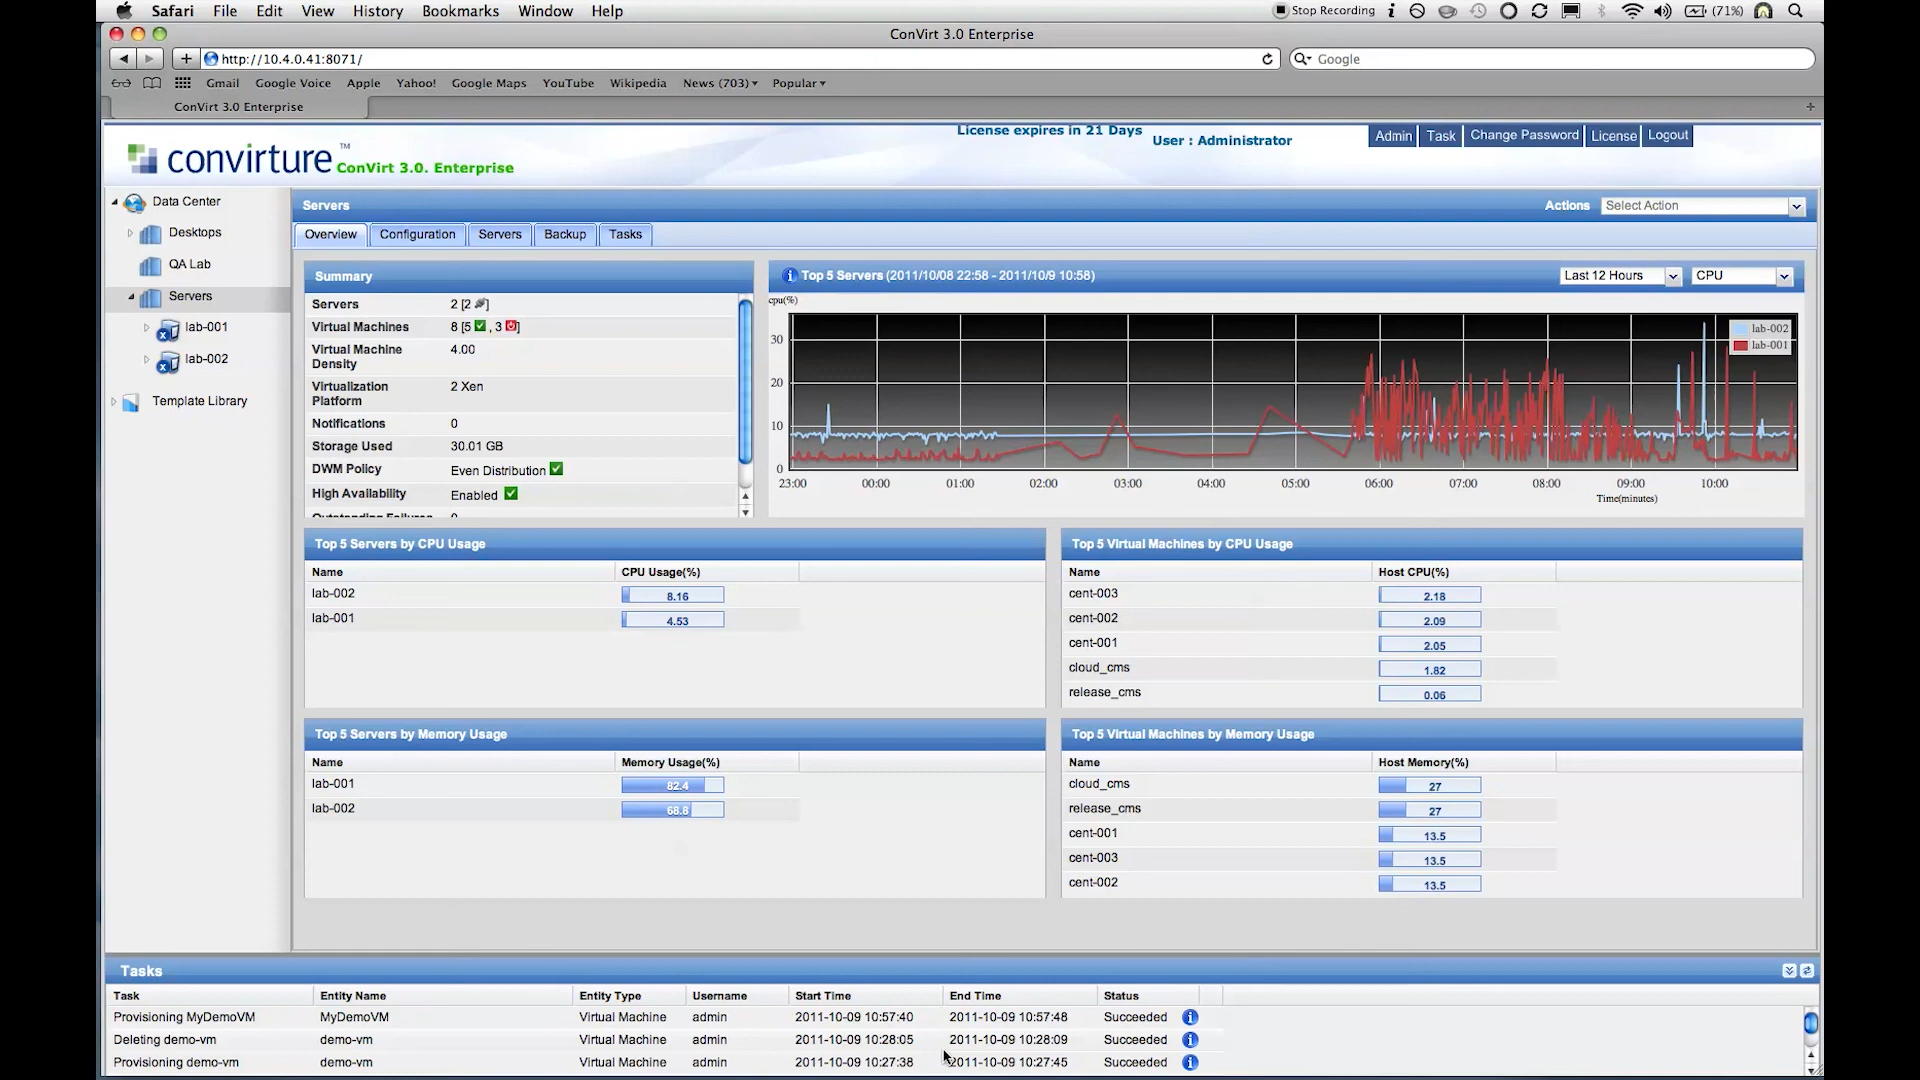 Safari File Edit View History Bookmarks Window Help Stop Recording (71%)
ConVirt 3.0 Enterprise
http://10.4.0.41:8071/ Google
Gmail Google Voice Apple Yahoo! Google Maps YouTube Wikipedia News (703) Popular
ConVirt 3.0 Enterprise
License expires in 21 Days User : Administrator Admin Task Change Password License Logout
convirture™ ConVirt 3.0. Enterprise
Data Center
Desktops
QA Lab
Servers
lab-001
lab-002
Template Library
Servers Actions Select Action
Overview Configuration Servers Backup Tasks
Summary
Servers 2 [2 ]
Virtual Machines 8 [5 , 3 ]
Virtual Machine Density 4.00
Virtualization Platform 2 Xen
Notifications 0
Storage Used 30.01 GB
DWM Policy Even Distribution
High Availability Enabled
Top 5 Servers (2011/10/08 22:58 - 2011/10/9 10:58) Last 12 Hours CPU
cpu(%)
lab-002
lab-001
30
20
10
0
23:00 00:00 01:00 02:00 03:00 04:00 05:00 06:00 07:00 08:00 09:00 10:00
Time(minutes)
Top 5 Servers by CPU Usage
Name CPU Usage(%)
lab-002 8.16
lab-001 4.53
Top 5 Virtual Machines by CPU Usage
Name Host CPU(%)
cent-003 2.18
cent-002 2.09
cent-001 2.05
cloud_cms 1.82
release_cms 0.06
Top 5 Servers by Memory Usage
Name Memory Usage(%)
lab-001 82.4
lab-002 68.8
Top 5 Virtual Machines by Memory Usage
Name Host Memory(%)
cloud_cms 27
release_cms 27
cent-001 13.5
cent-003 13.5
cent-002 13.5
Tasks
Task Entity Name Entity Type Username Start Time End Time Status
Provisioning MyDemoVM MyDemoVM Virtual Machine admin 2011-10-09 10:57:40 2011-10-09 10:57:48 Succeeded
Deleting demo-vm demo-vm Virtual Machine admin 2011-10-09 10:28:05 2011-10-09 10:28:09 Succeeded
Provisioning demo-vm demo-vm Virtual Machine admin 2011-10-09 10:27:38 2011-10-09 10:27:45 Succeeded